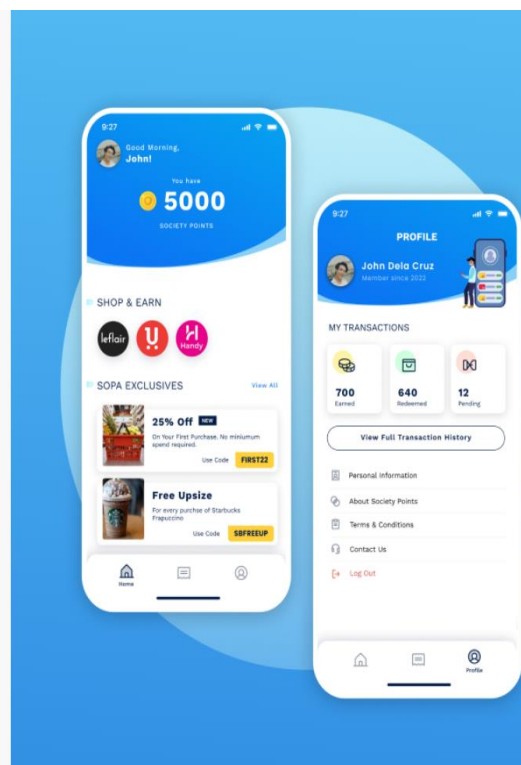 9:27
Good Morning,
John!
You have
5000
SOCIETY POINTS
SHOP & EARN
leflair
Handy
SOPA EXCLUSIVES
View All
25% Off NEW
On Your First Purchase. No miniumum
spend required.
Use Code FIRST22
Free Upsize
For every purchse of Starbucks
Frapuccino
Use Code SBFREEUP
Home
9:27
PROFILE
John Dela Cruz
Member since 2022
MY TRANSACTIONS
700
Earned
640
Redeemed
12
Pending
View Full Transaction History
Personal Information
About Society Points
Terms & Conditions
Contact Us
Log Out
Profile